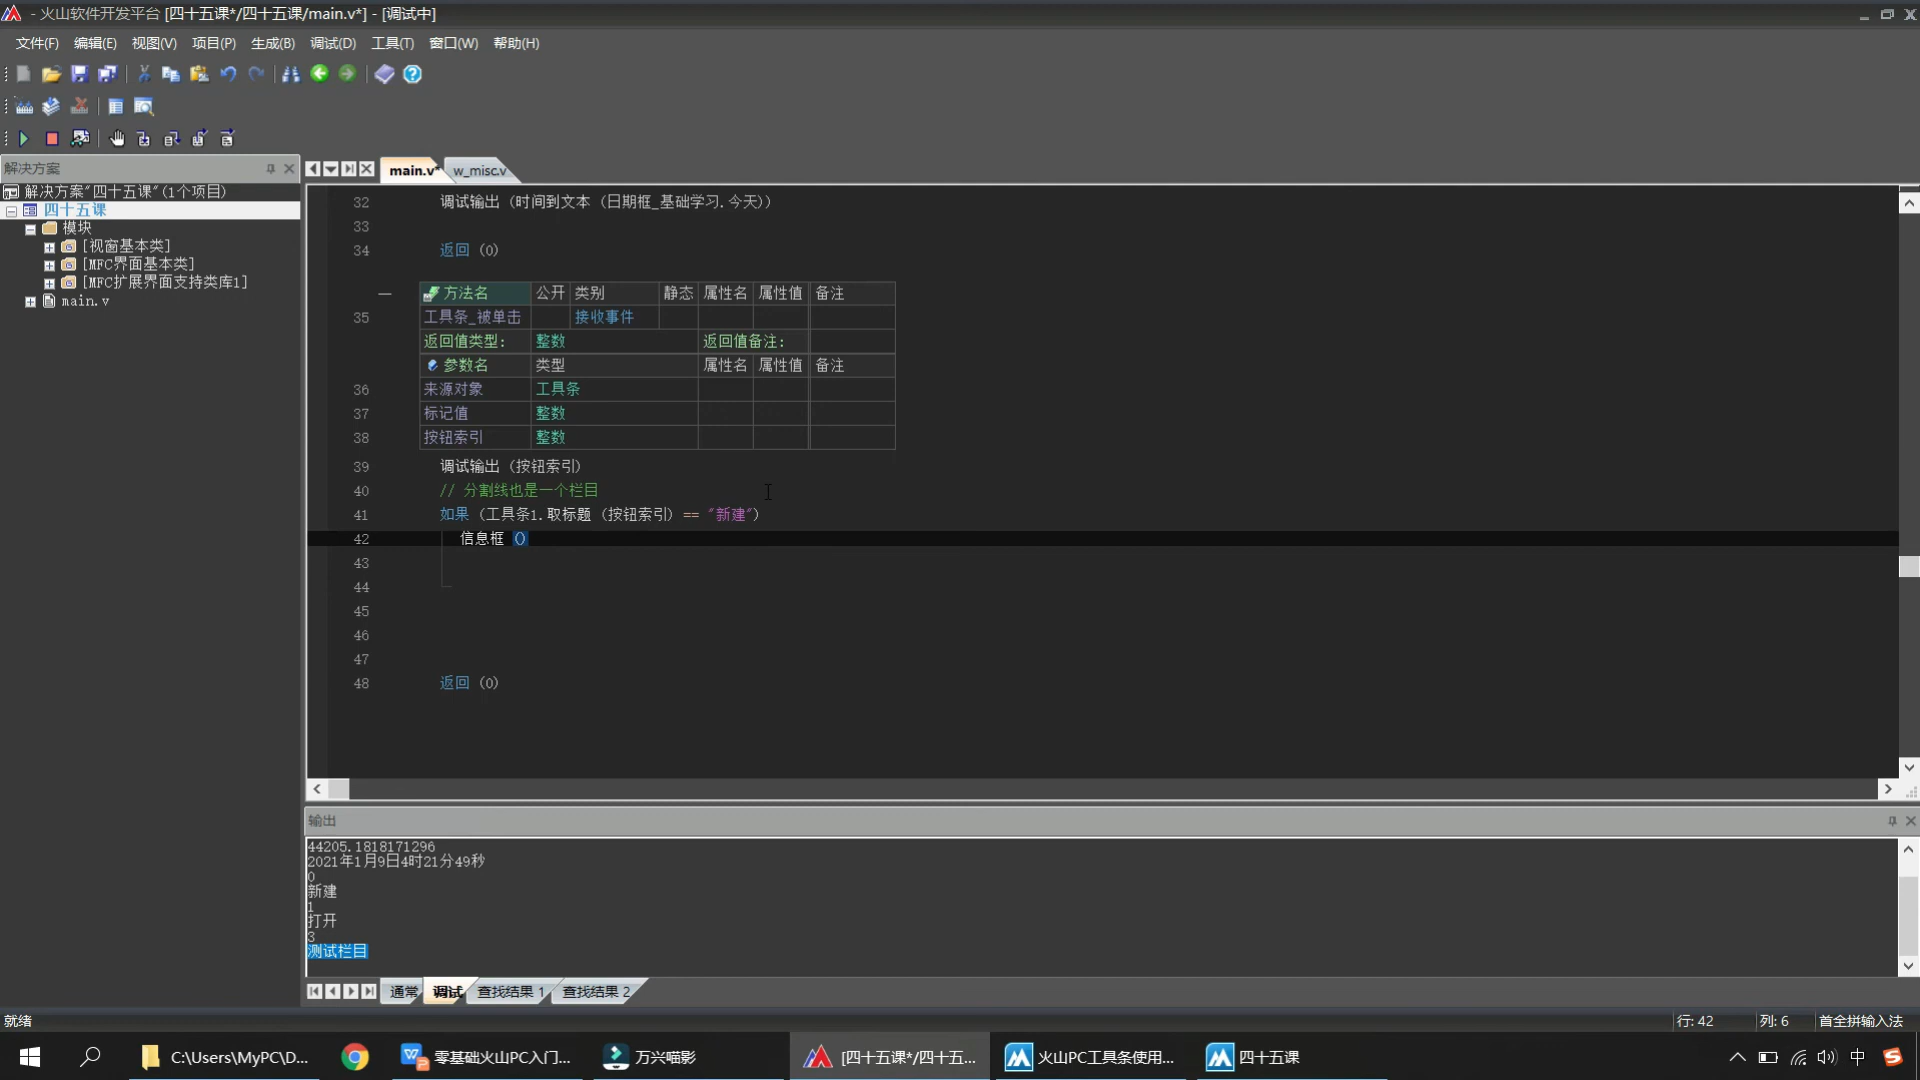 - 火山软件开发平台 [四十五课*/四十五课/main.v*] - [调试中]
文件(F) 编辑(E) 视图(V) 项目(P) 生成(B) 调试(D) 工具(T) 窗口(W) 帮助(H)
解决方案
解决方案"四十五课"(1个项目)
四十五课
模块
[视窗基本类]
[MFC界面基本类]
[MFC扩展界面支持类库1]
main.v
main.v* w_misc.v
32 调试输出 (时间到文本 (日期框_基础学习.今天))
33
34 返回 (0)
方法名 公开 类别 静态 属性名 属性值 备注
35 工具条_被单击 接收事件
返回值类型: 整数 返回值备注:
参数名 类型 属性名 属性值 备注
36 来源对象 工具条
37 标记值 整数
38 按钮索引 整数
39 调试输出 (按钮索引)
40 // 分割线也是一个栏目
41 如果 (工具条1.取标题 (按钮索引) == "新建")
42 信息框 ()
43
44
45
46
47
48 返回 (0)
输出
44205.1818171296
2021年1月9日4时21分49秒
0
新建
1
打开
3
测试栏目
通常 调试 查找结果 1 查找结果 2
就绪 行: 42 列: 6 首全拼输入法
C:\Users\MyPC\D... 零基础火山PC入门... 万兴喵影 [四十五课*/四十五... 火山PC工具条使用... 四十五课 中